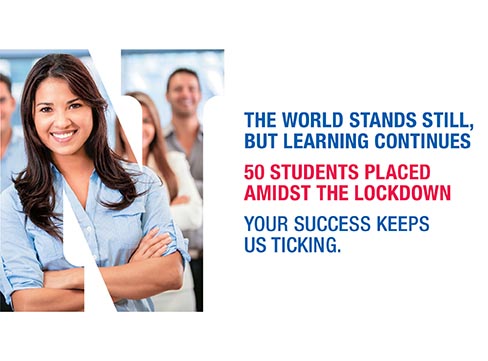 THE WORLD STANDS STILL,
BUT LEARNING CONTINUES
50 STUDENTS PLACED
AMIDST THE LOCKDOWN
YOUR SUCCESS KEEPS
US TICKING.